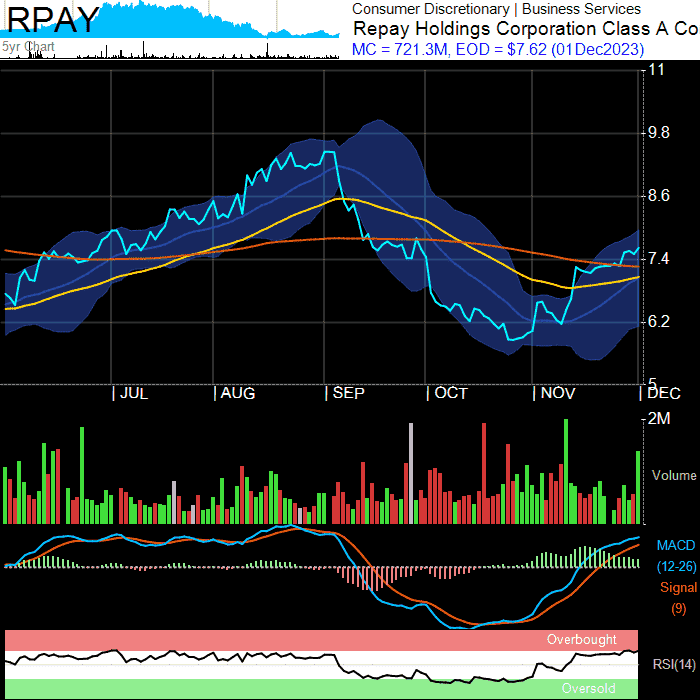 RPAY
5yr Chart
Consumer Discretionary | Business Services
Repay Holdings Corporation Class A Co
MC = 721.3M, EOD = $7.62 (01Dec2023)
11
9.8
8.6
7.4
6.2
5
JUL
AUG
SEP
OCT
NOV
DEC
2M
Volume
MACD
(12-26)
Signal
(9)
Overbought
RSI(14)
Oversold